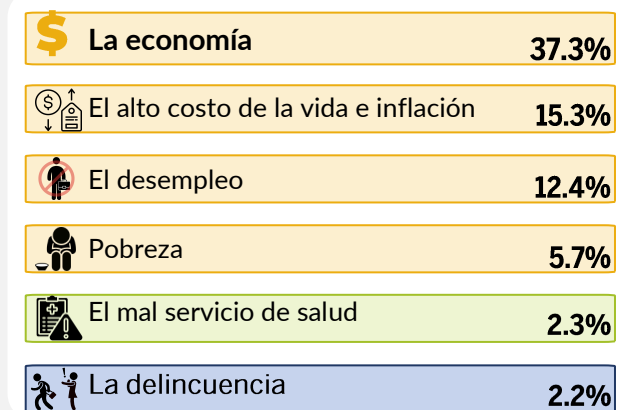 $ La economía 37.3%
$ El alto costo de la vida e inflación 15.3%
El desempleo 12.4%
Pobreza 5.7%
El mal servicio de salud 2.3%
La delincuencia 2.2%